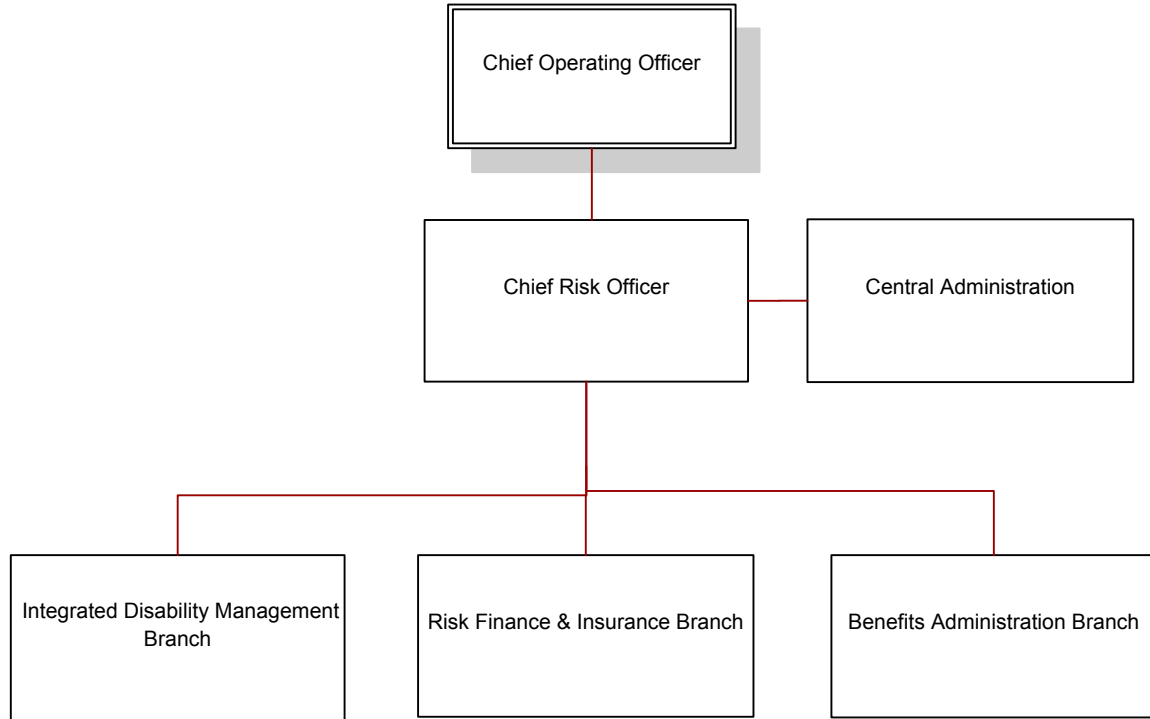 Chief Operating Officer
Chief Risk Officer
Central Administration
Integrated Disability Management
Branch
Risk Finance & Insurance Branch
Benefits Administration Branch